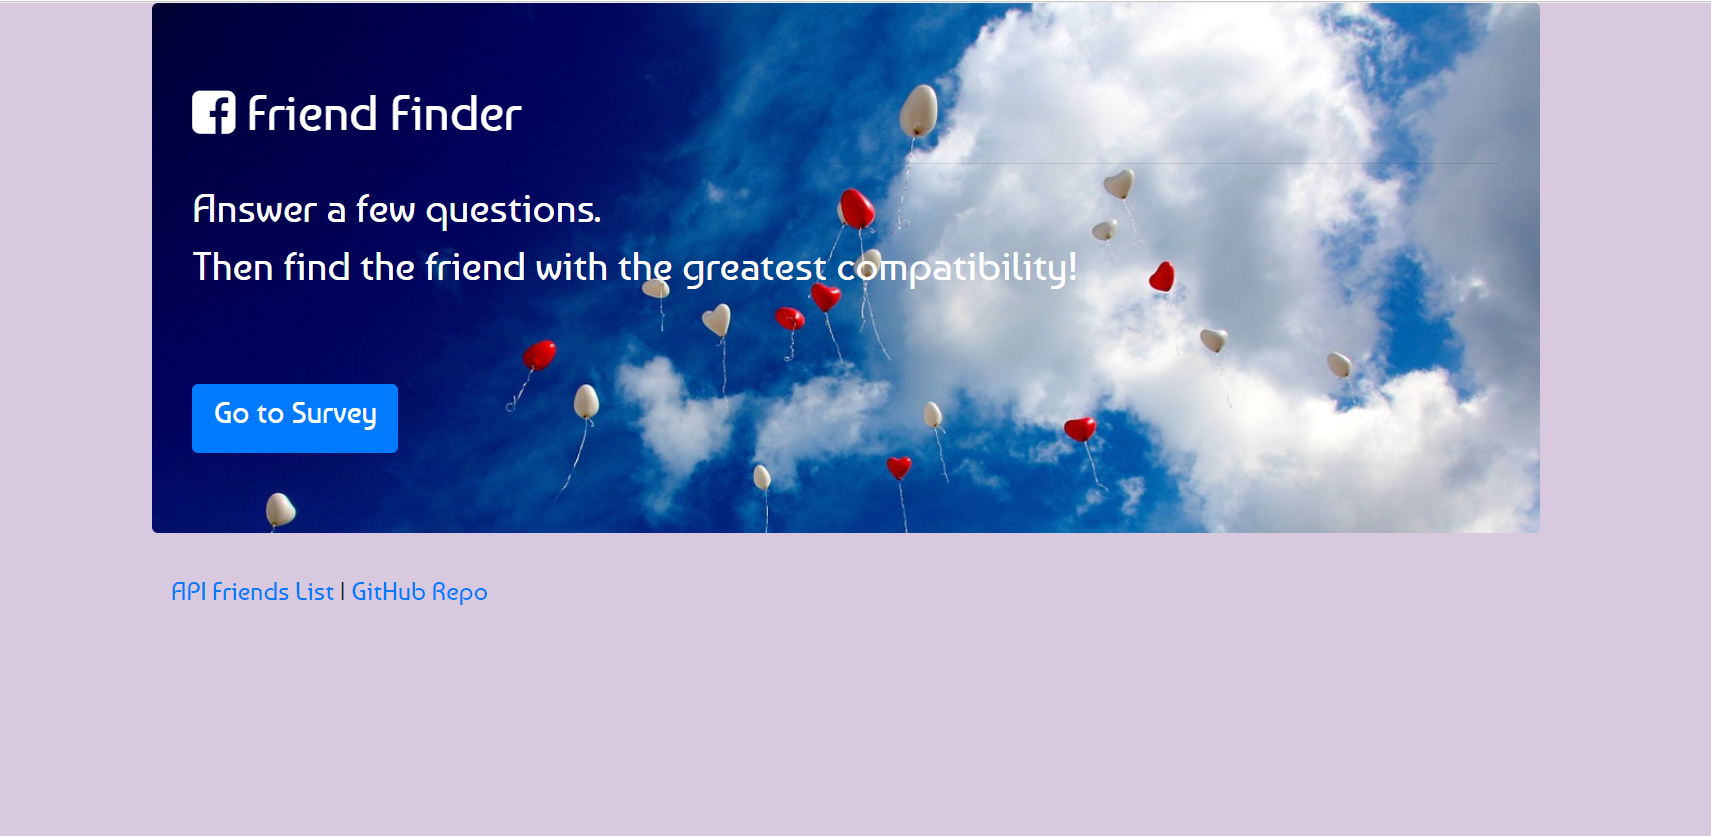 Friend Finder
Answer a few questions.
Then find the friend with the greatest compatibility!
Go to Survey
API Friends List | GitHub Repo